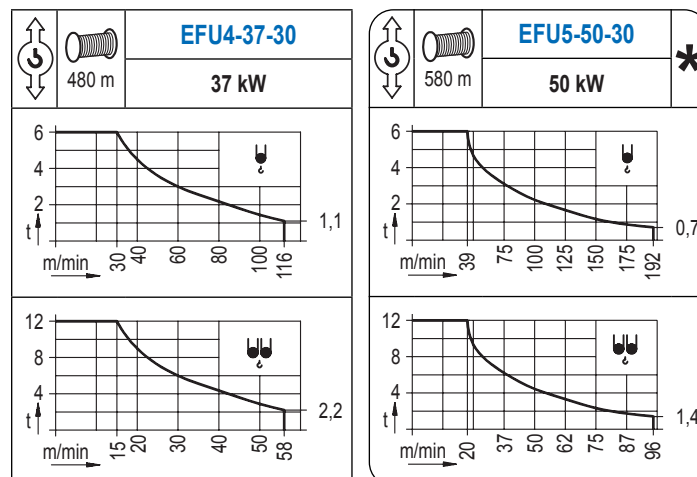 EFU4-37-30
480 m
37 kW
6
4
2
t
1,1
m/min
30 40 60 80 100 116
12
8
4
t
2,2
m/min
15 20 30 40 50 58
EFU5-50-30
580 m
50 kW
*
6
4
2
t
0,7
m/min
39 75 100 125 150 175 192
12
8
4
t
1,4
m/min
20 37 50 62 75 87 96